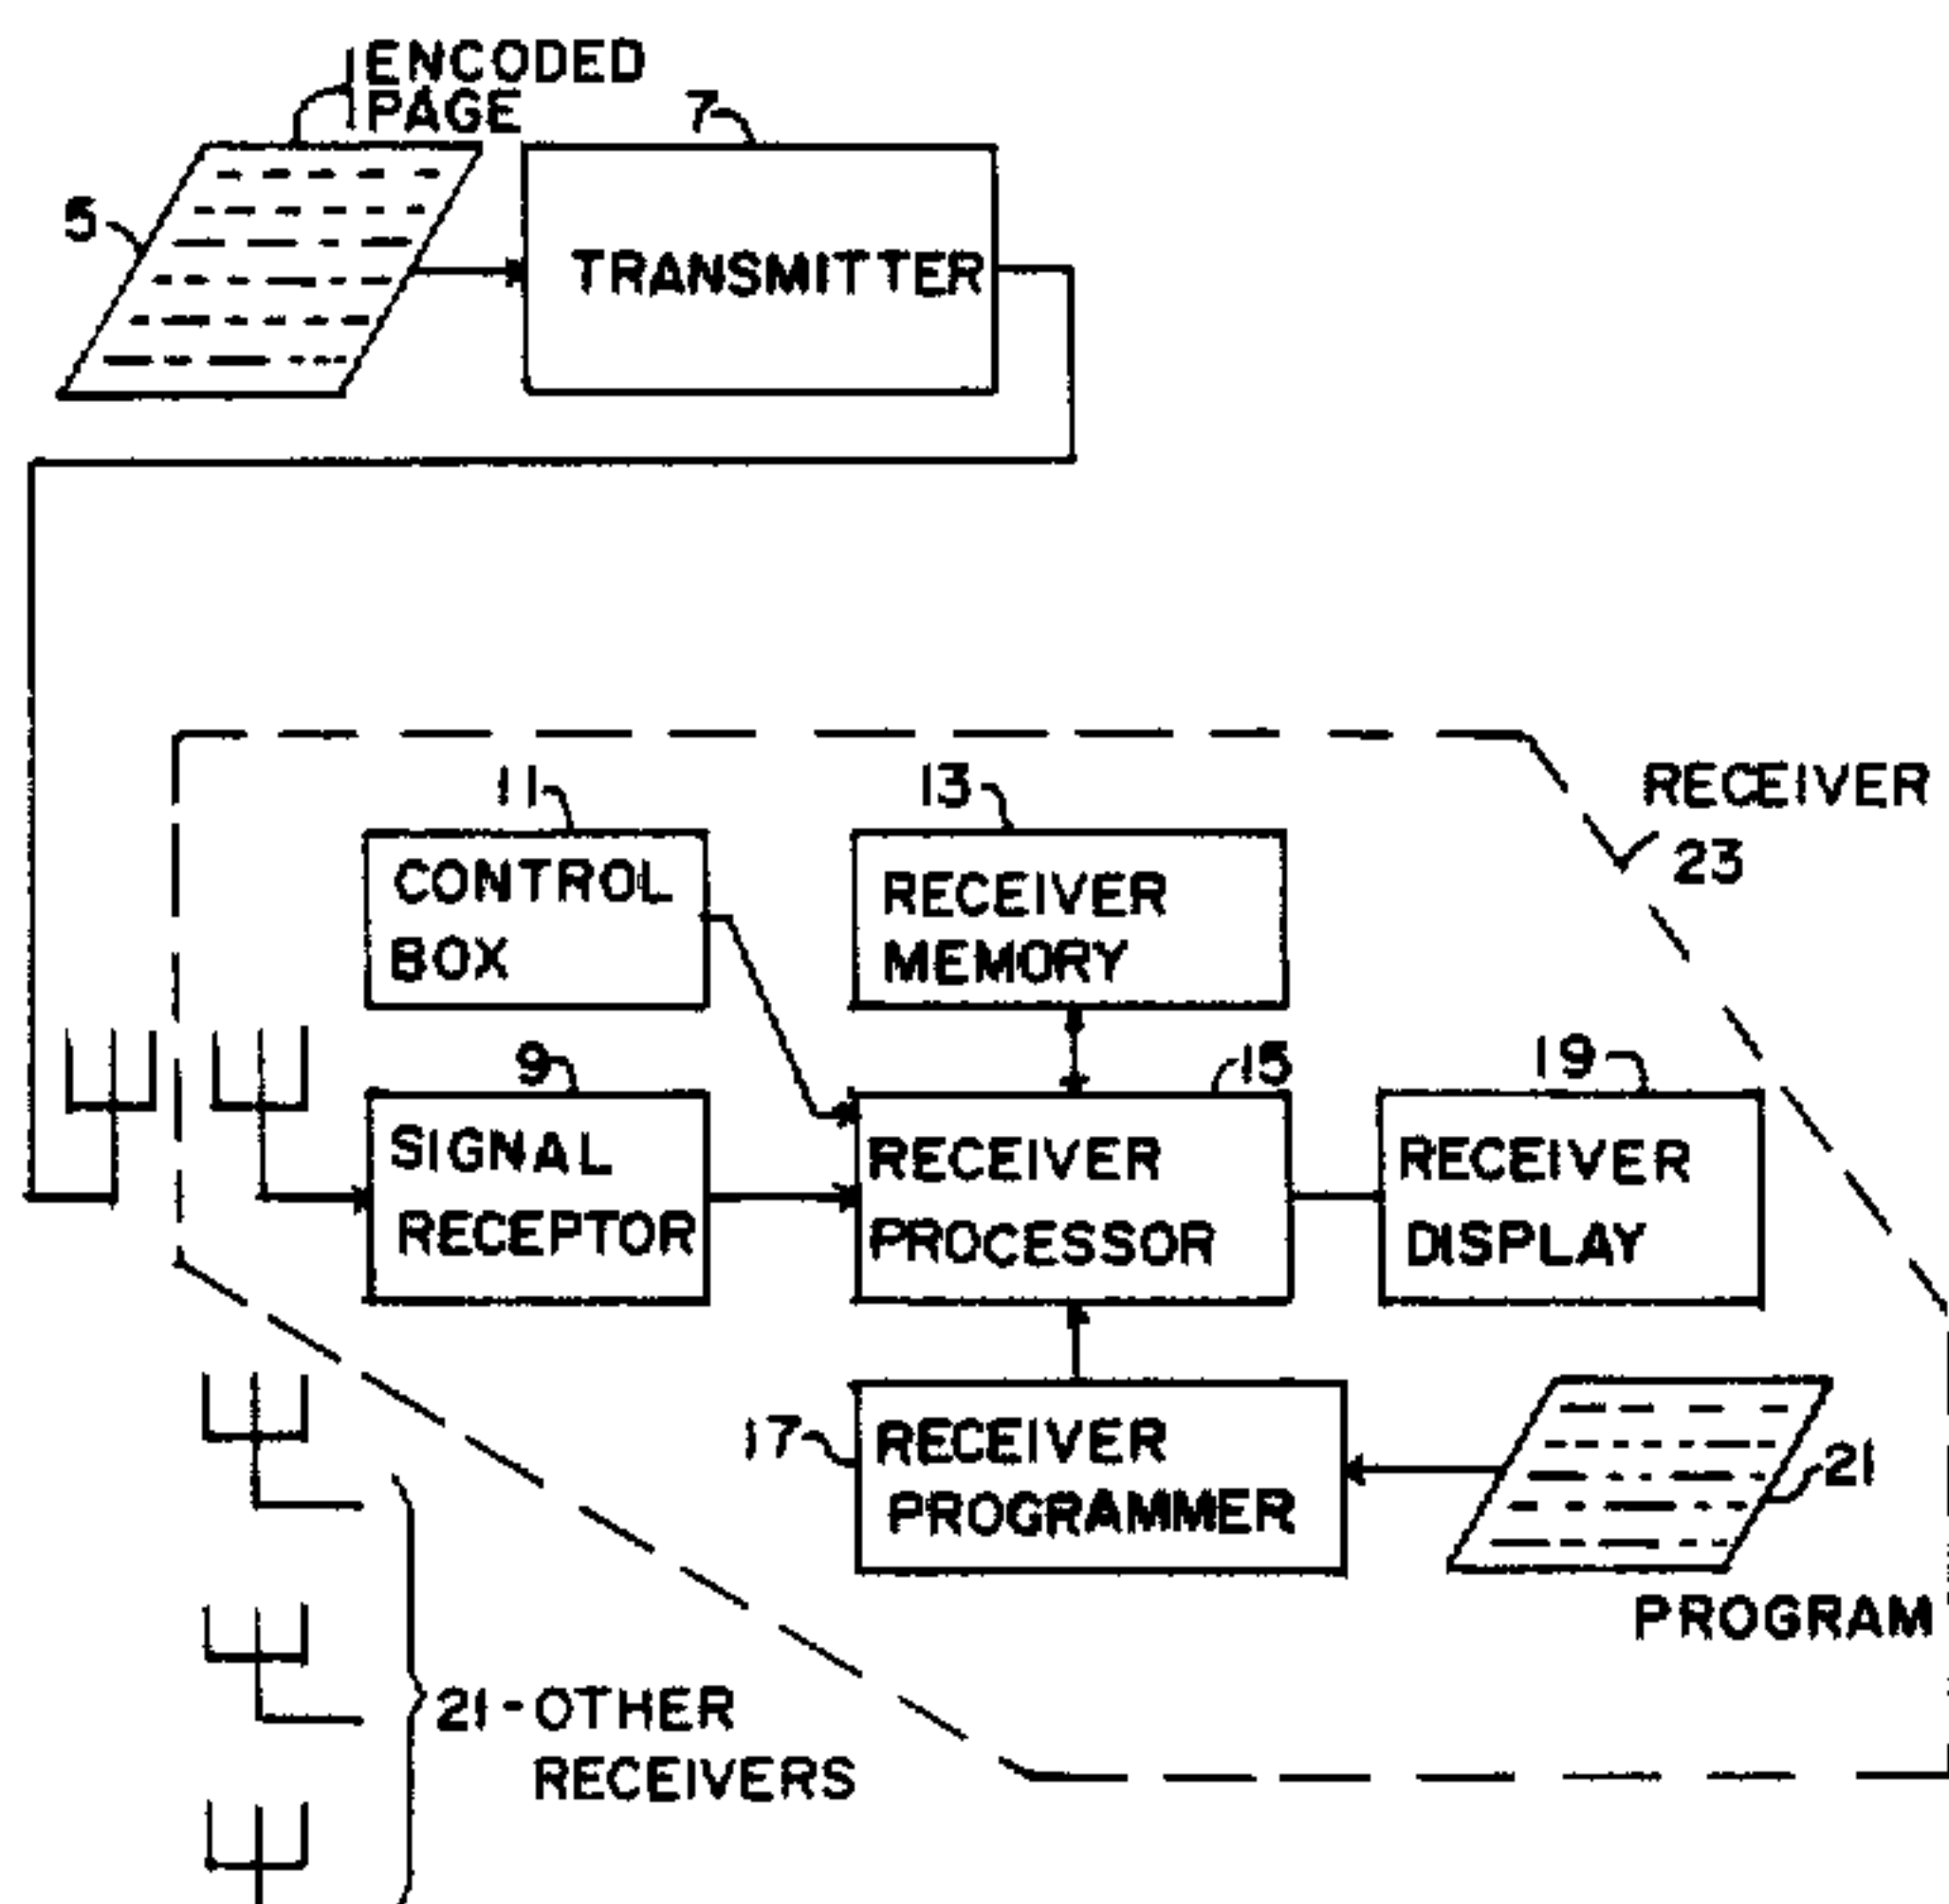 ENCODED
PAGE
7
5
TRANSMITTER
11
13
RECEIVER
23
CONTROL
BOX
RECEIVER
MEMORY
9
15
19
SIGNAL
RECEPTOR
RECEIVER
PROCESSOR
RECEIVER
DISPLAY
17
RECEIVER
PROGRAMMER
21
PROGRAM
21-OTHER
RECEIVERS